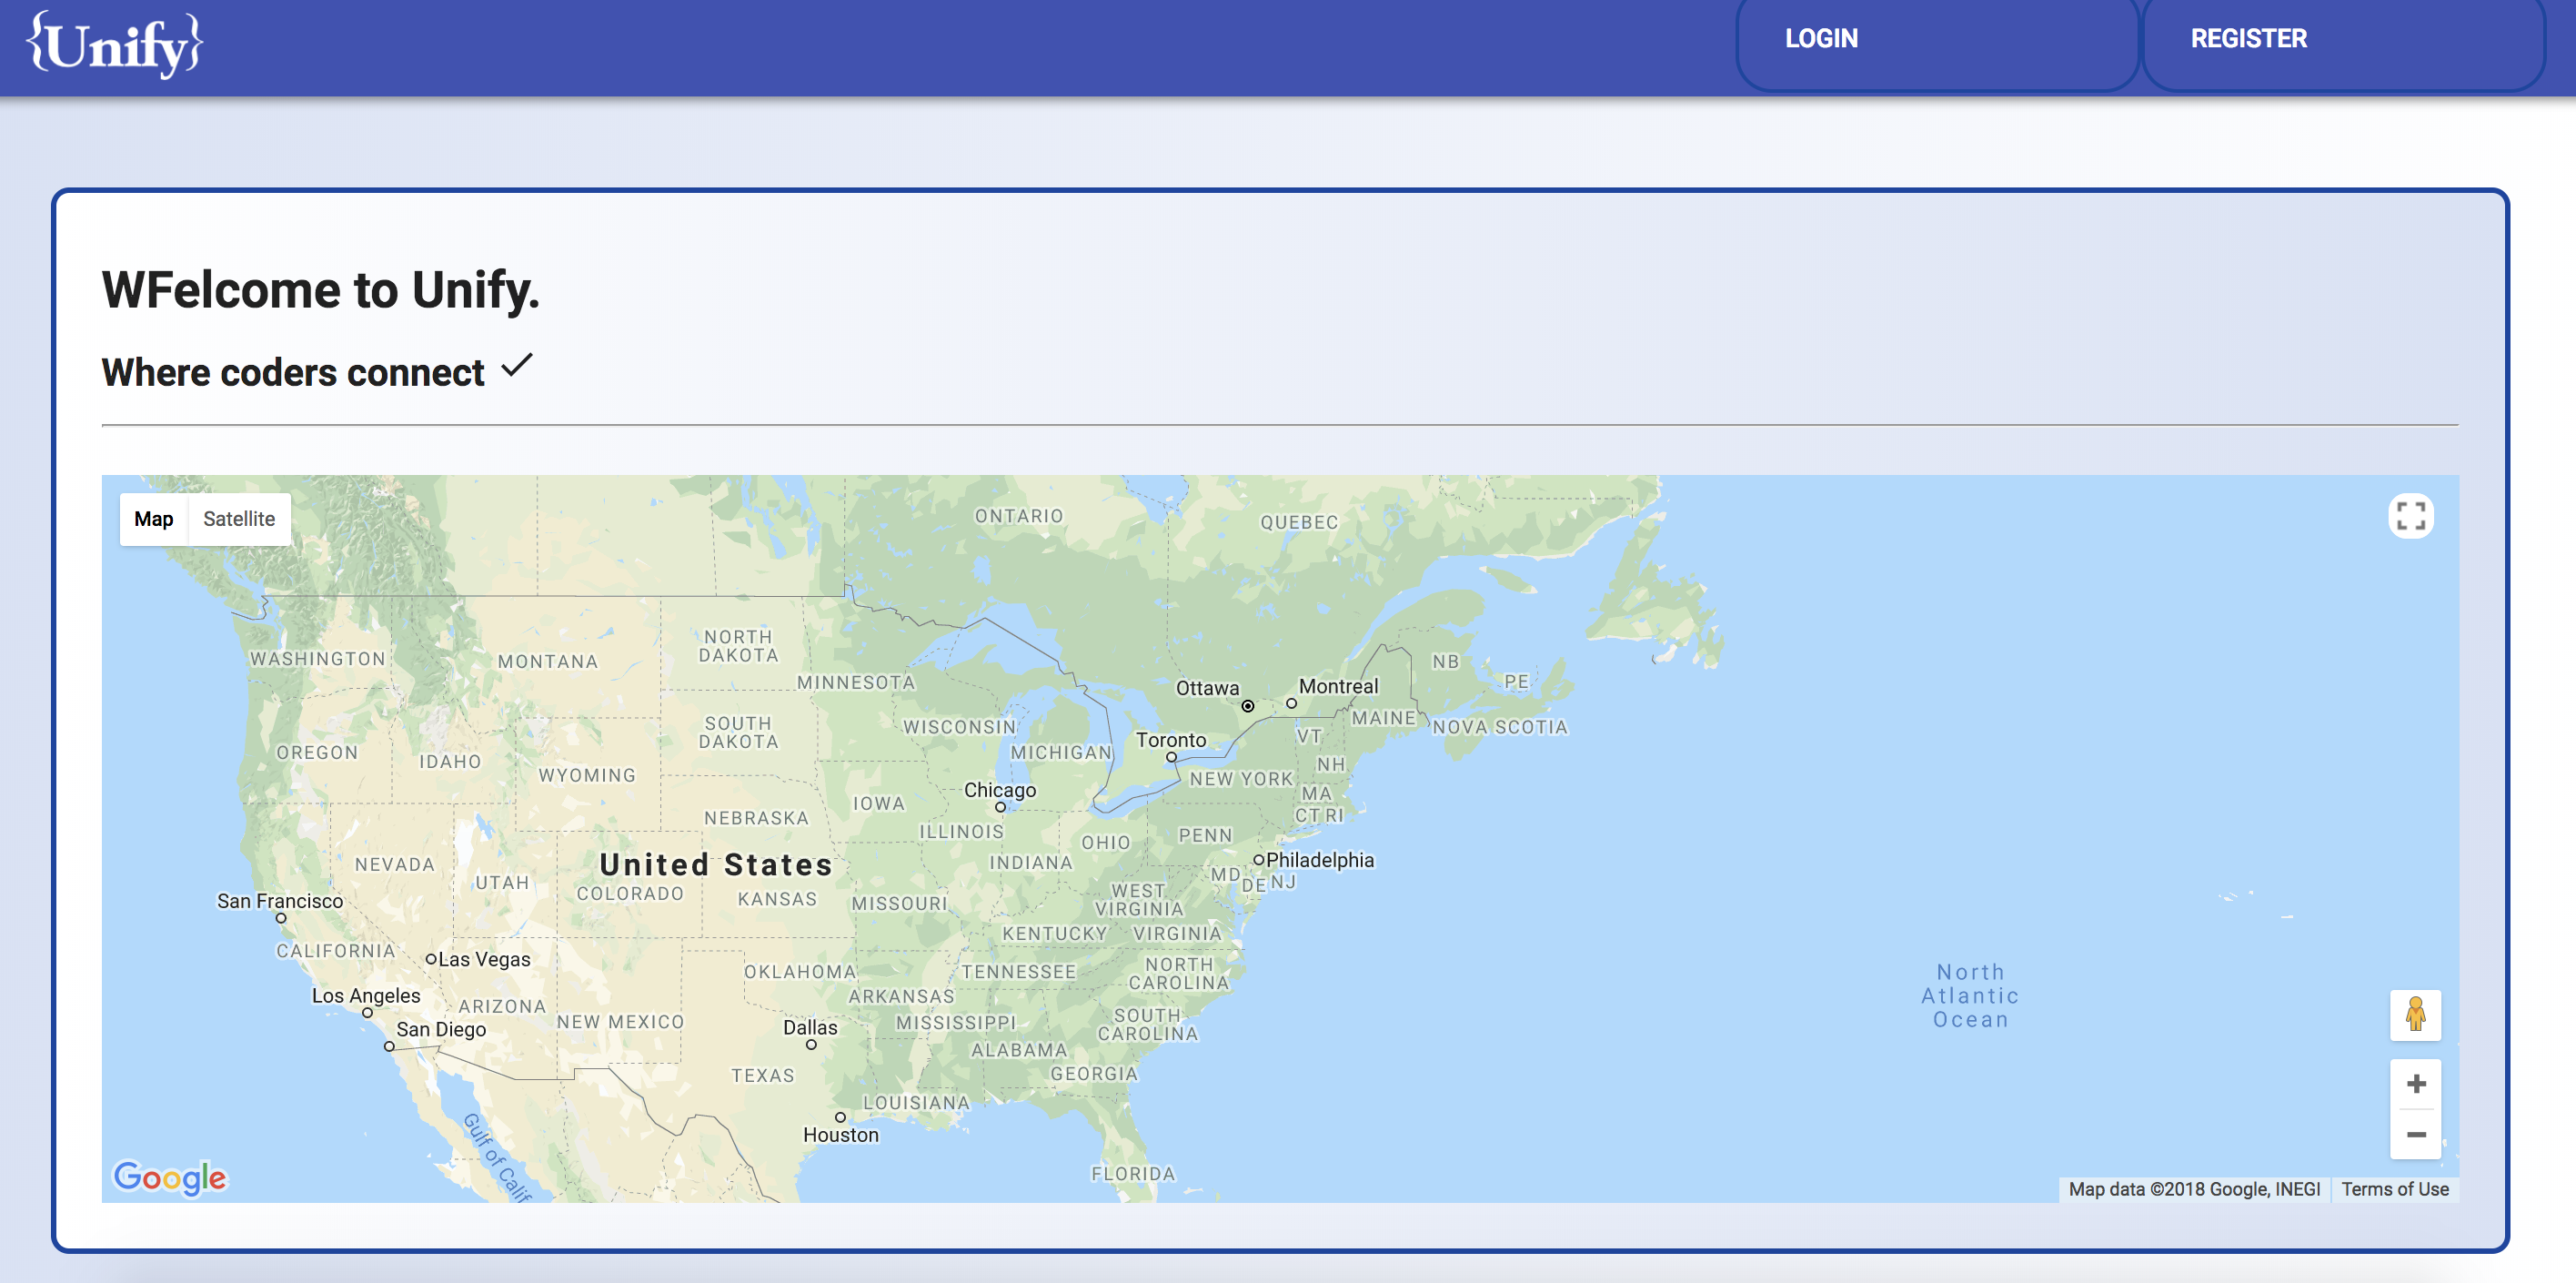 {Unify}
LOGIN
REGISTER
WFelcome to Unify.
Where coders connect
Map
Satellite
ONTARIO
QUEBEC
WASHINGTON
MONTANA
NORTH
DAKOTA
MINNESOTA
NB
PE
Ottawa
Montreal
SOUTH
DAKOTA
WISCONSIN
MICHIGAN
MAINE
NOVA SCOTIA
VT
Toronto
OREGON
IDAHO
WYOMING
NH
NEW YORK
MA
CT RI
Chicago
IOWA
NEBRASKA
ILLINOIS
OHIO
PENN
INDIANA
United States
NEVADA
UTAH
COLORADO
KANSAS
MISSOURI
Philadelphia
MD
DE
NJ
WEST
VIRGINIA
San Francisco
KENTUCKY
VIRGINIA
CALIFORNIA
Las Vegas
OKLAHOMA
TENNESSEE
NORTH
CAROLINA
North
Atlantic
Ocean
Los Angeles
ARIZONA
NEW MEXICO
ARKANSAS
San Diego
Dallas
MISSISSIPPI
SOUTH
CAROLINA
ALABAMA
TEXAS
GEORGIA
LOUISIANA
Houston
Gulf of Calif
FLORIDA
Google
Map data ©2018 Google, INEGI
Terms of Use